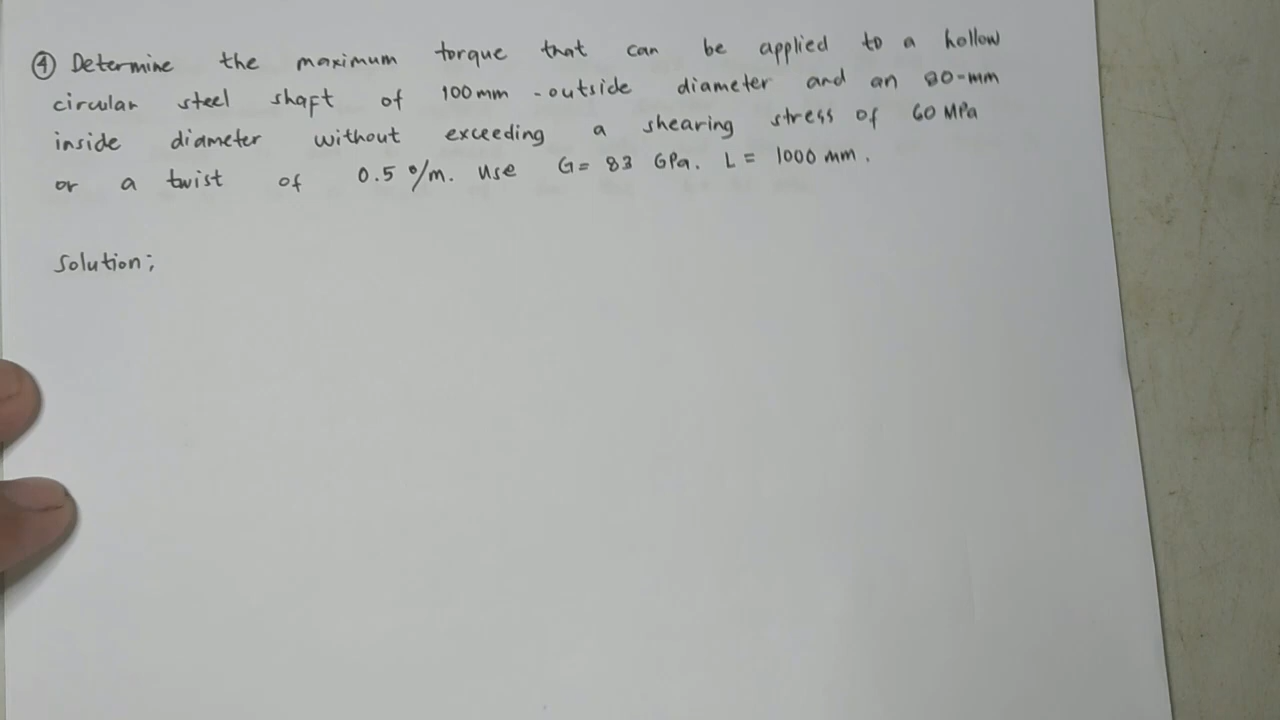 ④ Determine the maximum torque that can be applied to a hollow
circular steel shaft of 100mm -outside diameter and an 80-mm
inside diameter without exceeding a shearing stress of 60 MPa
or a twist of 0.5 °/m. Use G= 83 GPa. L= 1000 mm.
Solution;